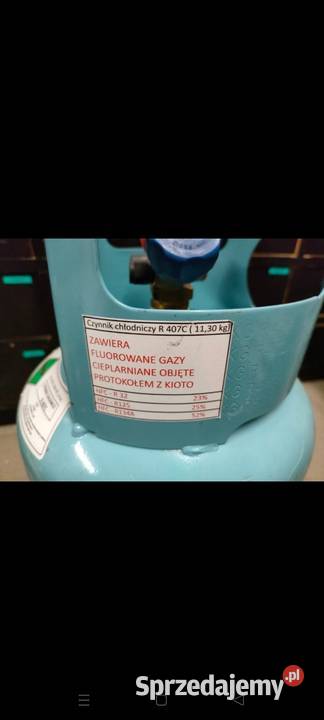 Czynnik chłodniczy R 407C ( 11,30 kg)
ZAWIERA
FLUOROWANE GAZY
CIEPLARNIANE OBJĘTE
PROTOKOŁEM Z KIOTO
HFC - R 32 23%
HFC - R125 25%
HFC - R134A 52%
Sprzedajemy.pl